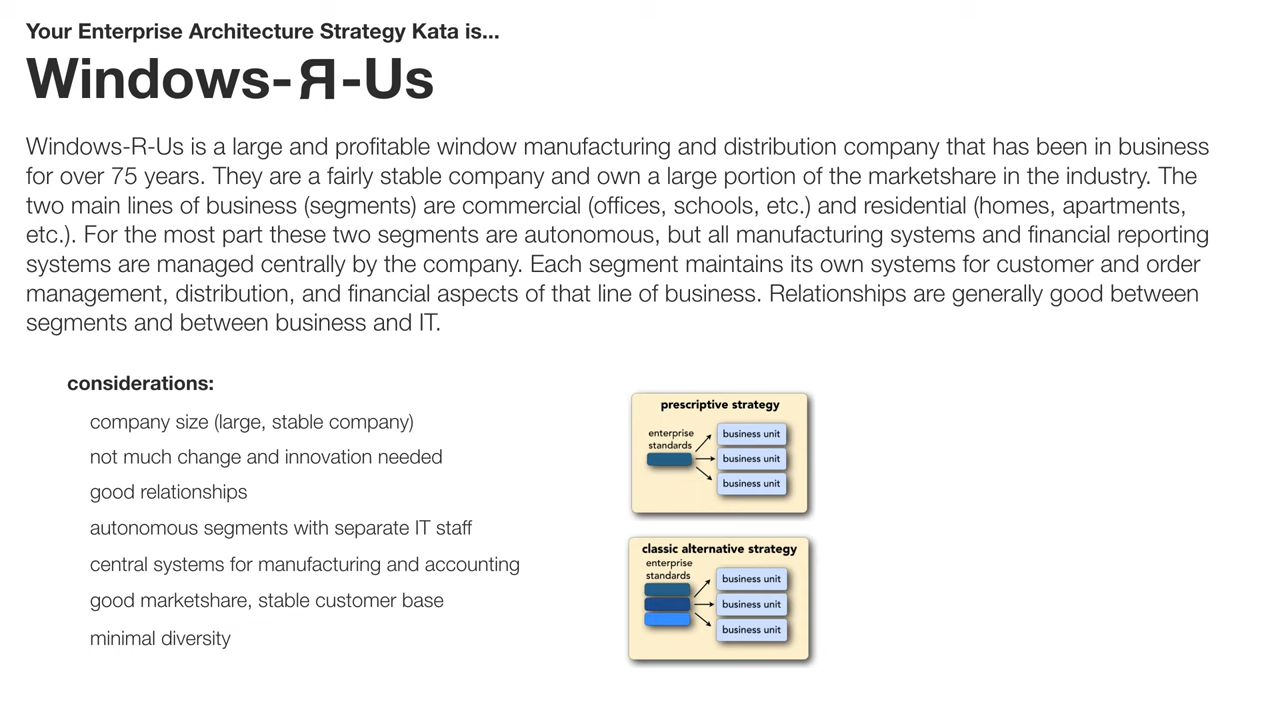 Your Enterprise Architecture Strategy Kata is...
Windows-Я-Us
Windows-R-Us is a large and profitable window manufacturing and distribution company that has been in business
for over 75 years. They are a fairly stable company and own a large portion of the marketshare in the industry. The
two main lines of business (segments) are commercial (offices, schools, etc.) and residential (homes, apartments,
etc.). For the most part these two segments are autonomous, but all manufacturing systems and financial reporting
systems are managed centrally by the company. Each segment maintains its own systems for customer and order
management, distribution, and financial aspects of that line of business. Relationships are generally good between
segments and between business and IT.
considerations:
company size (large, stable company)
not much change and innovation needed
good relationships
autonomous segments with separate IT staff
central systems for manufacturing and accounting
good marketshare, stable customer base
minimal diversity
prescriptive strategy
enterprise
standards
business unit
business unit
business unit
classic alternative strategy
enterprise
standards
business unit
business unit
business unit